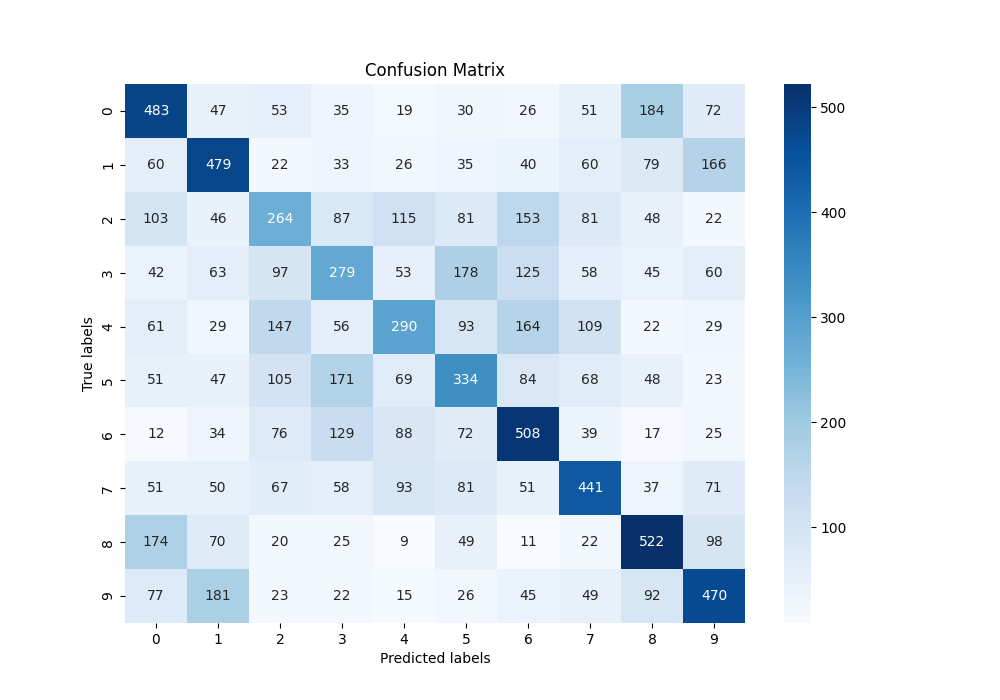 Confusion Matrix
0 483 47 53 35 19 30 26 51 184 72
1 60 479 22 33 26 35 40 60 79 166
2 103 46 264 87 115 81 153 81 48 22
3 42 63 97 279 53 178 125 58 45 60
4 61 29 147 56 290 93 164 109 22 29
5 51 47 105 171 69 334 84 68 48 23
6 12 34 76 129 88 72 508 39 17 25
7 51 50 67 58 93 81 51 441 37 71
8 174 70 20 25 9 49 11 22 522 98
9 77 181 23 22 15 26 45 49 92 470
0 1 2 3 4 5 6 7 8 9
Predicted labels
True labels
500
400
300
200
100